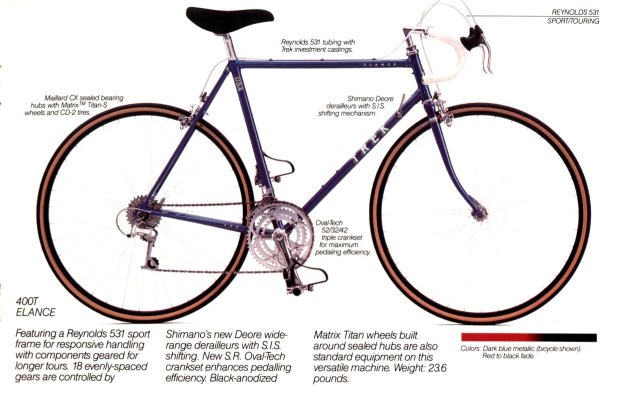 REYNOLDS 531
SPORT/TOURING
Reynolds 531 tubing with
Trek investment castings.
ELANCE
Maillard CX sealed bearing
hubs with Matrix™ Titan-S
wheels and CD-2 tires.
Shimano Deore
derailleurs with S.I.S.
shifting mechanism.
TREK
Oval-Tech
52/32/42
triple crankset
for maximum
pedaling efficiency.
400T
ELANCE
Featuring a Reynolds 531 sport
frame for responsive handling
with components geared for
longer tours. 18 evenly-spaced
gears are controlled by
Shimano's new Deore wide-
range derailleurs with S.I.S.
shifting. New S.R. Oval-Tech
crankset enhances pedalling
efficiency. Black-anodized
Matrix Titan wheels built
around sealed hubs are also
standard equipment on this
versatile machine. Weight: 23.6
pounds.
Colors: Dark blue metallic (bicycle shown).
Red to black fade.